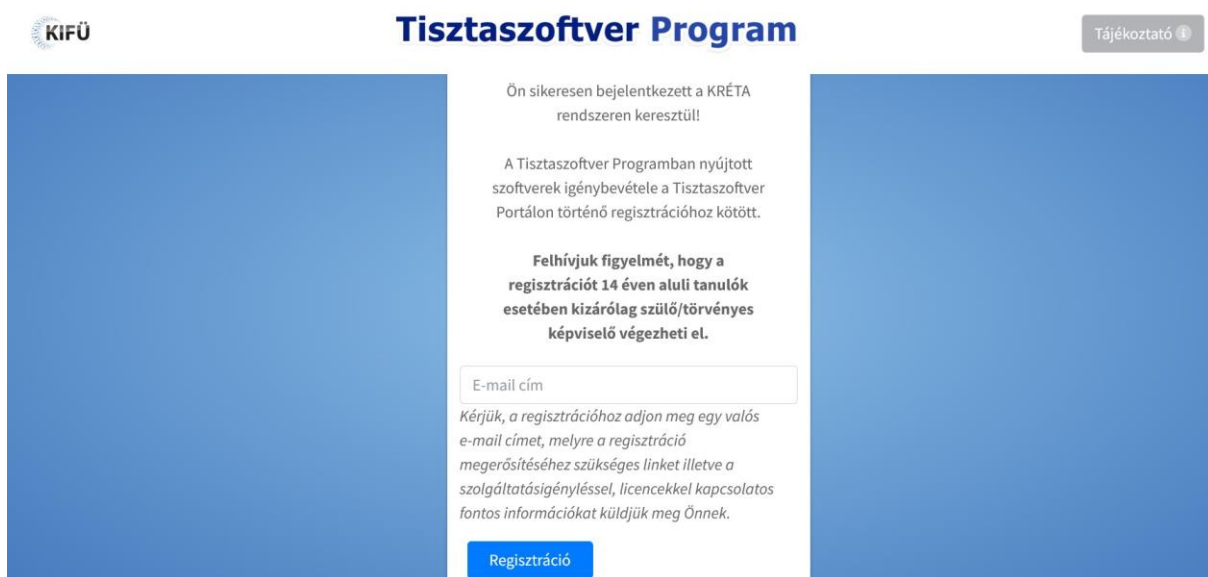 KIFÜ
Tisztaszoftver Program
Tájékoztató i
Ön sikeresen bejelentkezett a KRÉTA
rendszeren keresztül!
A Tisztaszoftver Programban nyújtott
szoftverek igénybevétele a Tisztaszoftver
Portálon történő regisztrációhoz kötött.
Felhívjuk figyelmét, hogy a
regisztrációt 14 éven aluli tanulók
esetében kizárólag szülő/törvényes
képviselő végezheti el.
E-mail cím
Kérjük, a regisztrációhoz adjon meg egy valós
e-mail címet, melyre a regisztráció
megerősítéséhez szükséges linket illetve a
szolgáltatásigényléssel, licencekkel kapcsolatos
fontos információkat küldjük meg Önnek.
Regisztráció